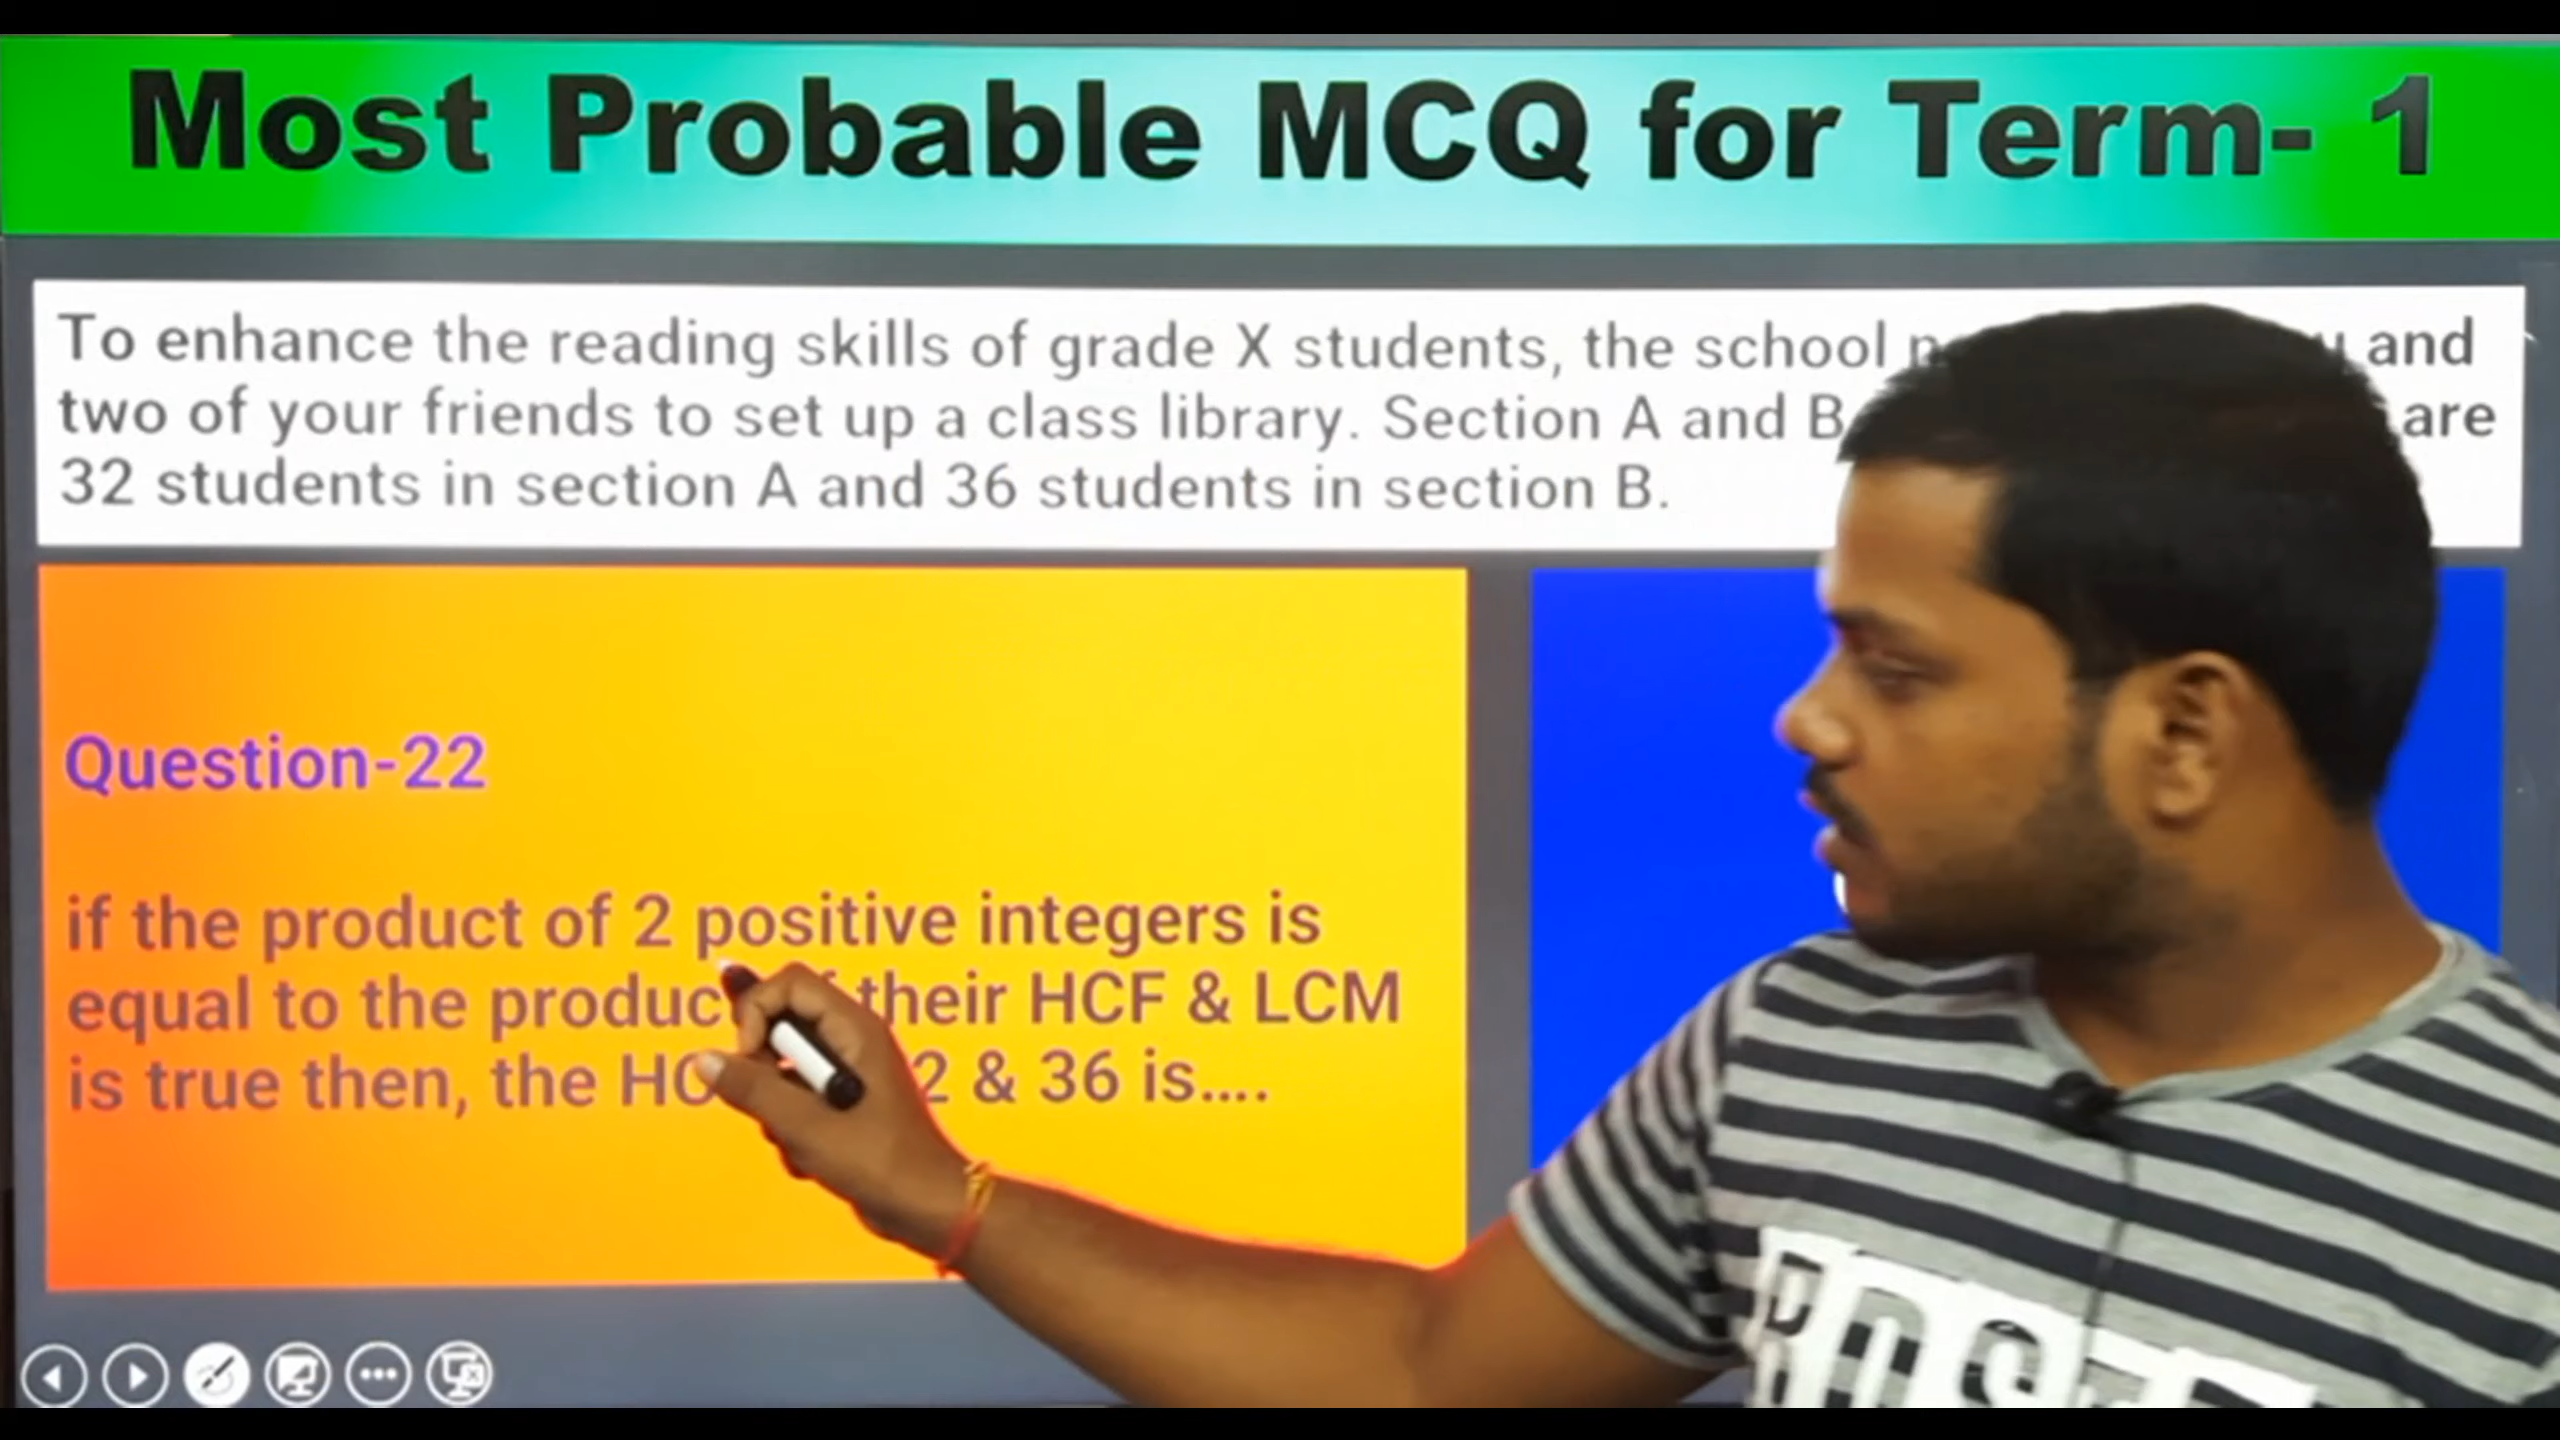 Most Probable MCQ for Term- 1
To enhance the reading skills of grade X students, the school and
two of your friends to set up a class library. Section A and B are
32 students in section A and 36 students in section B.
Question-22
if the product of 2 positive integers is
equal to the product of their HCF & LCM
is true then, the & 36 is....